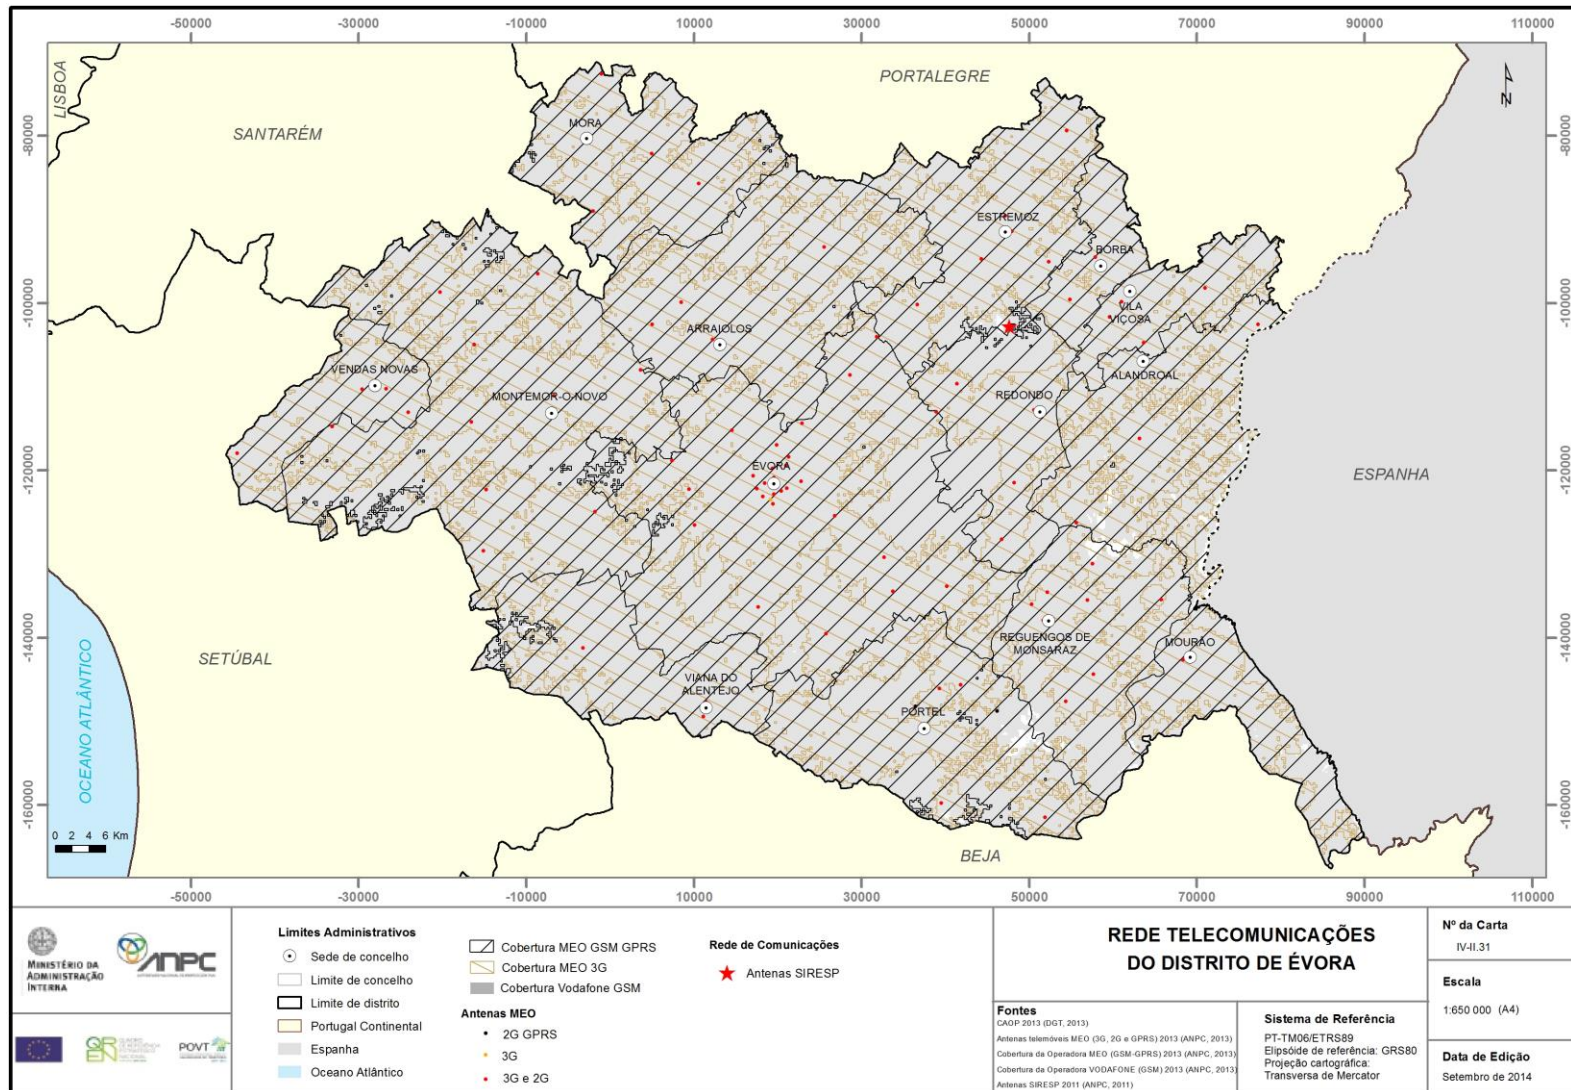 -50000 -30000 -10000 10000 30000 50000 70000 90000 110000
LISBOA
SANTARÉM
PORTALEGRE
-80000 -80000
MORA
ESTREMOZ
BORBA
-100000 -100000
VILA
VIÇOSA
ARRAIOLOS
VENDAS NOVAS
ALANDROAL
MONTEMOR-O-NOVO
REDONDO
-120000 -120000
ÉVORA
ESPANHA
REGUENGOS DE
MONSARAZ
MOURÃO
-140000 -140000
SETÚBAL
OCEANO ATLÂNTICO
VIANA DO
ALENTEJO
PORTEL
-160000 -160000
0 2 4 6 Km
BEJA
-50000 -30000 -10000 10000 30000 50000 70000 90000 110000
N
MINISTÉRIO DA
ADMINISTRAÇÃO
INTERNA
ANPC
QREN
POVT
Limites Administrativos
Sede de concelho
Limite de concelho
Limite de distrito
Portugal Continental
Espanha
Oceano Atlântico
Cobertura MEO GSM GPRS
Cobertura MEO 3G
Cobertura Vodafone GSM
Antenas MEO
2G GPRS
3G
3G e 2G
Rede de Comunicações
Antenas SIRESP
REDE TELECOMUNICAÇÕES
DO DISTRITO DE ÉVORA
Fontes
CAOP 2013 (DGT, 2013)
Antenas telemóveis MEO (3G, 2G e GPRS) 2013 (ANPC, 2013)
Cobertura da Operadora MEO (GSM-GPRS) 2013 (ANPC, 2013)
Cobertura da Operadora VODAFONE (GSM) 2013 (ANPC, 2013)
Antenas SIRESP 2011 (ANPC, 2011)
Sistema de Referência
PT-TM06/ETRS89
Elipsóide de referência: GRS80
Projeção cartográfica:
Transversa de Mercator
Nº da Carta
IV-II.31
Escala
1:650 000 (A4)
Data de Edição
Setembro de 2014